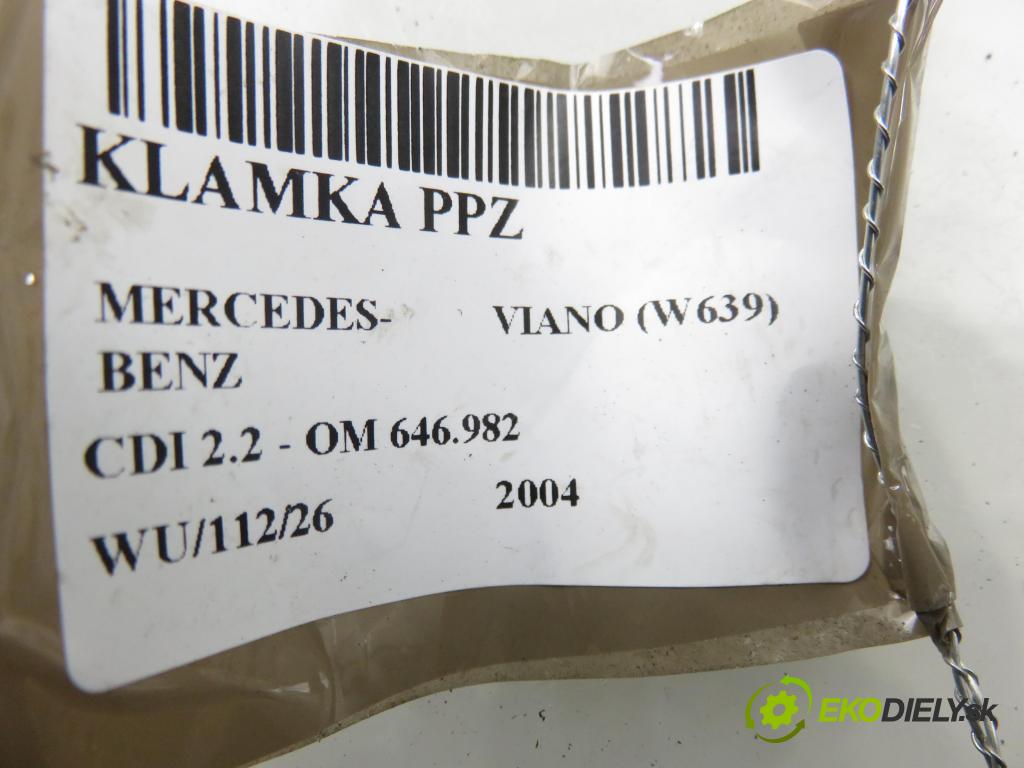 KLAMKA PPZ
MERCEDES- VIANO (W639)
BENZ
CDI 2.2 - OM 646.982
WU/112/26 2004
EKODIELY.sk